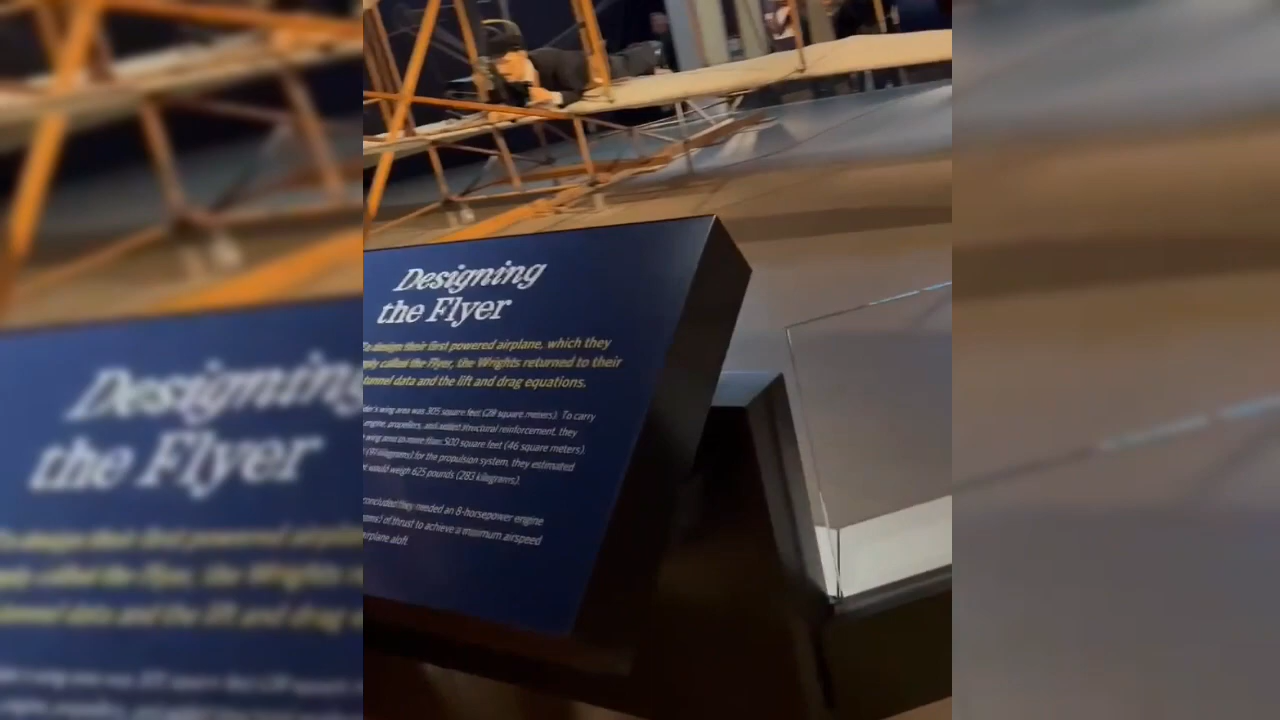 Designing
the Flyer
To design their first powered airplane, which they
called the Flyer, the Wrights returned to their
tunnel data and the lift and drag equations.
wing area was 305 square feet (28 square meters). To carry
engine, propellers, and added structural reinforcement, they
wing area to more than 500 square feet (46 square meters).
for the propulsion system, they estimated
would weigh 625 pounds (283 kilograms).
concluded they needed an 8-horsepower engine
of thrust to achieve a maximum airspeed
airplane aloft.